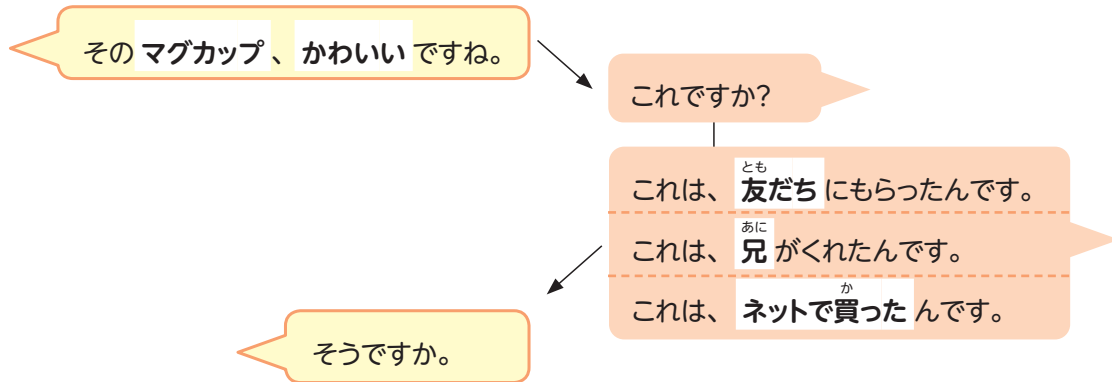 その マグカップ 、 かわいい ですね。
これですか?
とも
これは、 友だち にもらったんです。
あに
これは、 兄 がくれたんです。
か
これは、 ネットで買った んです。
そうですか。